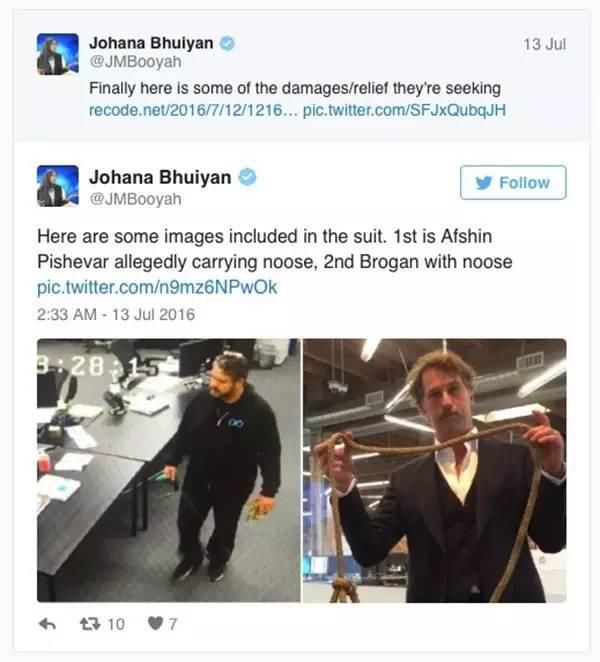 Johana Bhuiyan
13 Jul
@JMBooyah
Finally here is some of the damages/relief they're seeking
recode.net/2016/7/12/1216… pic.twitter.com/SFJxQubqJH
Johana Bhuiyan
Follow
@JMBooyah
Here are some images included in the suit. 1st is Afshin
Pishevar allegedly carrying noose, 2nd Brogan with noose
pic.twitter.com/n9mz6NPwOk
2:33 AM - 13 Jul 2016
3:28:15
10
7